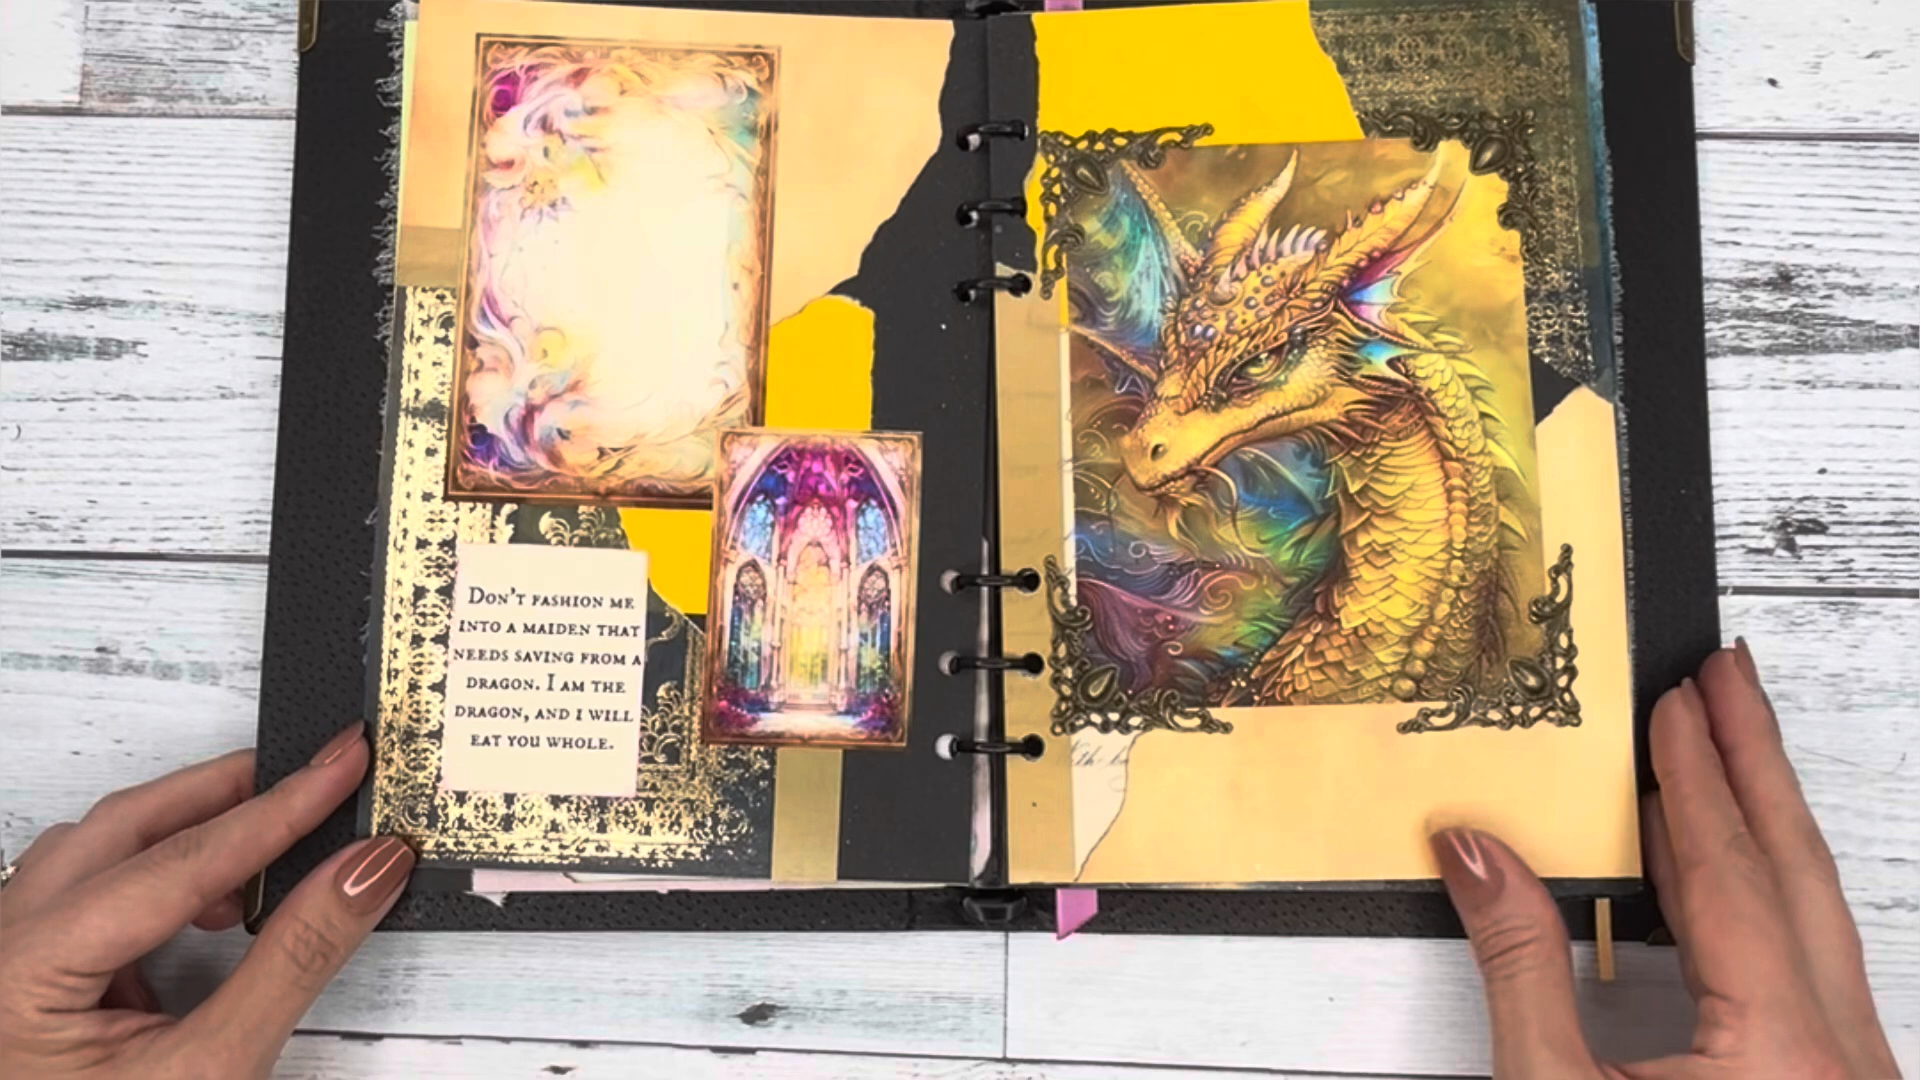 Don't fashion me
into a maiden that
needs saving from a
dragon. I am the
dragon, and I will
eat you whole.